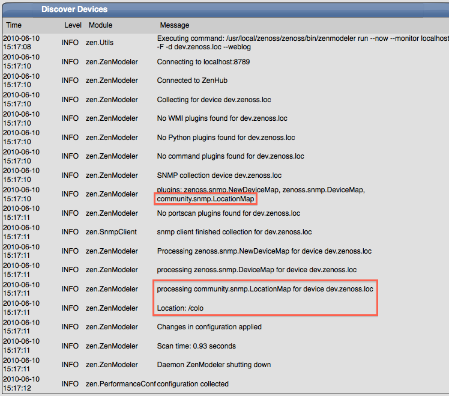 Discover Devices
Time Level Module Message
2010-06-10 15:17:08 INFO zen.Utils Executing command: /usr/local/zenoss/zenoss/bin/zenmodeler run --now --monitor localhost
-F -d dev.zenoss.loc --weblog
2010-06-10 15:17:10 INFO zen.ZenModeler Connecting to localhost:8789
2010-06-10 15:17:10 INFO zen.ZenModeler Connected to ZenHub
2010-06-10 15:17:10 INFO zen.ZenModeler Collecting for device dev.zenoss.loc
2010-06-10 15:17:10 INFO zen.ZenModeler No WMI plugins found for dev.zenoss.loc
2010-06-10 15:17:10 INFO zen.ZenModeler No Python plugins found for dev.zenoss.loc
2010-06-10 15:17:10 INFO zen.ZenModeler No command plugins found for dev.zenoss.loc
2010-06-10 15:17:10 INFO zen.ZenModeler SNMP collection device dev.zenoss.loc
2010-06-10 15:17:10 INFO zen.ZenModeler plugins: zenoss.snmp.NewDeviceMap, zenoss.snmp.DeviceMap,
community.snmp.LocationMap
2010-06-10 15:17:11 INFO zen.ZenModeler No portscan plugins found for dev.zenoss.loc
2010-06-10 15:17:11 INFO zen.SnmpClient snmp client finished collection for dev.zenoss.loc
2010-06-10 15:17:11 INFO zen.ZenModeler Processing zenoss.snmp.NewDeviceMap for device dev.zenoss.loc
2010-06-10 15:17:11 INFO zen.ZenModeler processing zenoss.snmp.DeviceMap for device dev.zenoss.loc
2010-06-10 15:17:11 INFO zen.ZenModeler processing community.snmp.LocationMap for device dev.zenoss.loc
2010-06-10 15:17:11 INFO zen.ZenModeler Location: /colo
2010-06-10 15:17:11 INFO zen.ZenModeler Changes in configuration applied
2010-06-10 15:17:11 INFO zen.ZenModeler Scan time: 0.93 seconds
2010-06-10 15:17:11 INFO zen.ZenModeler Daemon ZenModeler shutting down
2010-06-10 15:17:12 INFO zen.PerformanceConf configuration collected